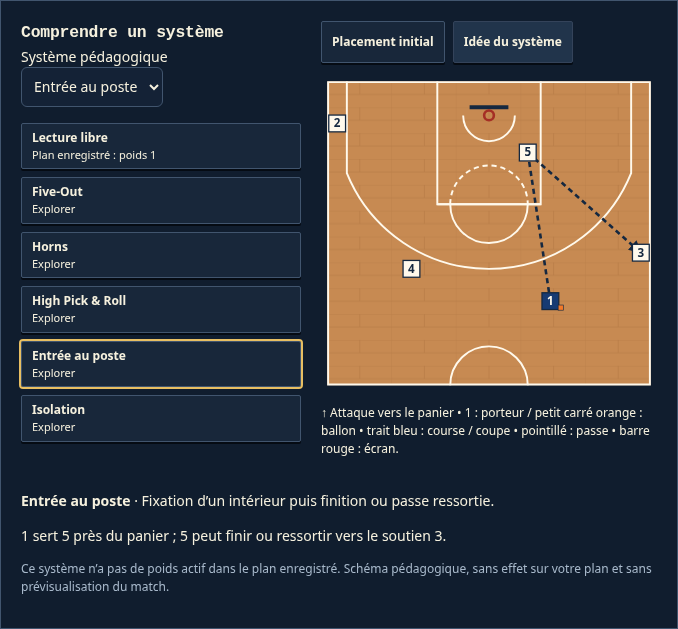 Comprendre un système
Système pédagogique
Entrée au poste
Lecture libre
Plan enregistré : poids 1
Five-Out
Explorer
Horns
Explorer
High Pick & Roll
Explorer
Entrée au poste
Explorer
Isolation
Explorer
Placement initial
Idée du système
2
5
3
4
1
↑ Attaque vers le panier • 1 : porteur / petit carré orange :
ballon • trait bleu : course / coupe • pointillé : passe • barre
rouge : écran.
Entrée au poste · Fixation d’un intérieur puis finition ou passe ressortie.
1 sert 5 près du panier ; 5 peut finir ou ressortir vers le soutien 3.
Ce système n’a pas de poids actif dans le plan enregistré. Schéma pédagogique, sans effet sur votre plan et sans
prévisualisation du match.